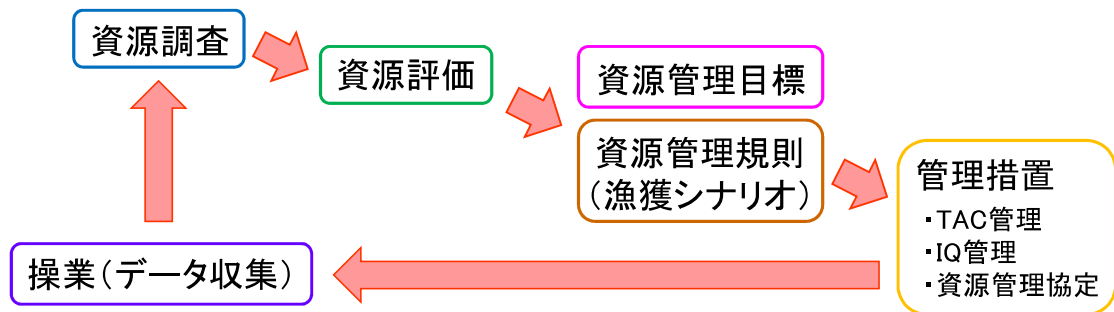 資源調査
資源評価
資源管理目標
資源管理規則
（漁獲シナリオ）
管理措置
・TAC管理
・IQ管理
・資源管理協定
操業（データ収集）